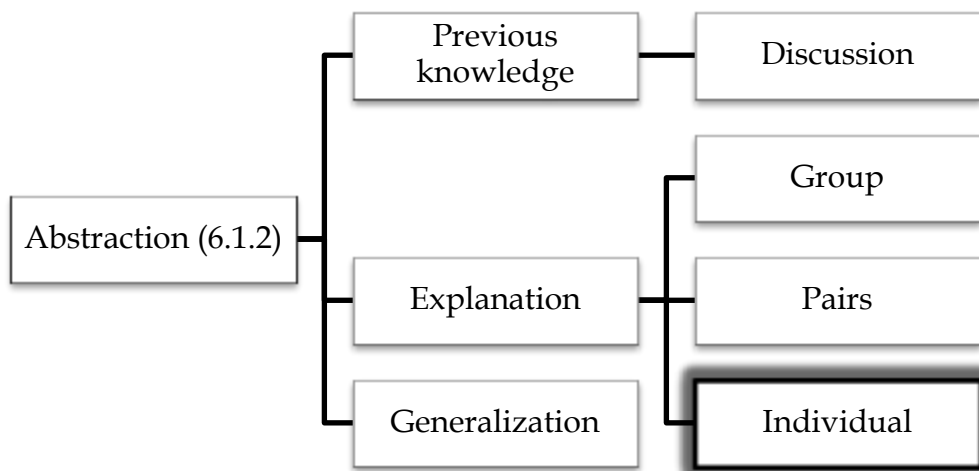 Previous
knowledge
Discussion
Group
Abstraction (6.1.2)
Explanation
Pairs
Generalization
Individual